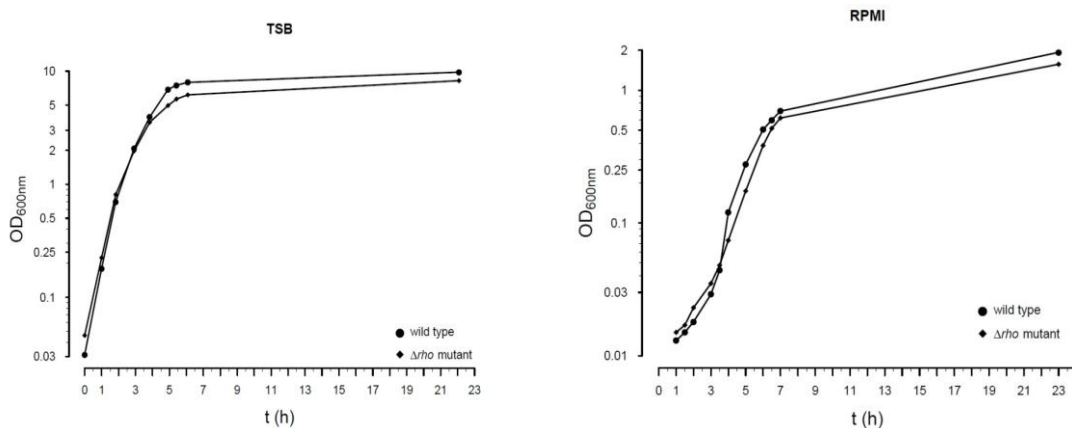 TSB
10
5
3
2
1
0.5
0.25
0.1
0.03
OD600nm
wild type
Δrho mutant
0 1 3 5 7 9 11 13 15 17 19 21 23
t (h)
RPMI
2
1
0.5
0.25
0.1
0.03
0.01
OD600nm
wild type
Δrho mutant
0 1 3 5 7 9 11 13 15 17 19 21 23
t (h)